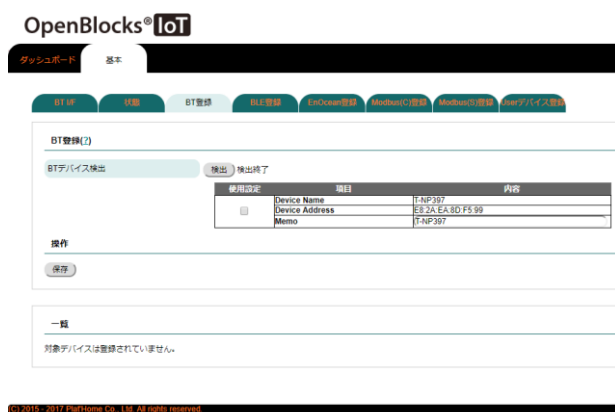 OpenBlocks® IoT
ダッシュボード 基本
BT I/F 状態 BT登録 BLE登録 EnOcean登録 Modbus(C)登録 Modbus(S)登録 Userデバイス登録
BT登録(?)
BTデバイス検出 検出 検出終了
使用設定 項目 内容
Device Name T-NP397
Device Address E8:2A:EA:8D:F5:99
Memo T-NP397
操作
保存
一覧
対象デバイスは登録されていません。
(C) 2015 - 2017 Plat'Home Co., Ltd. All rights reserved.